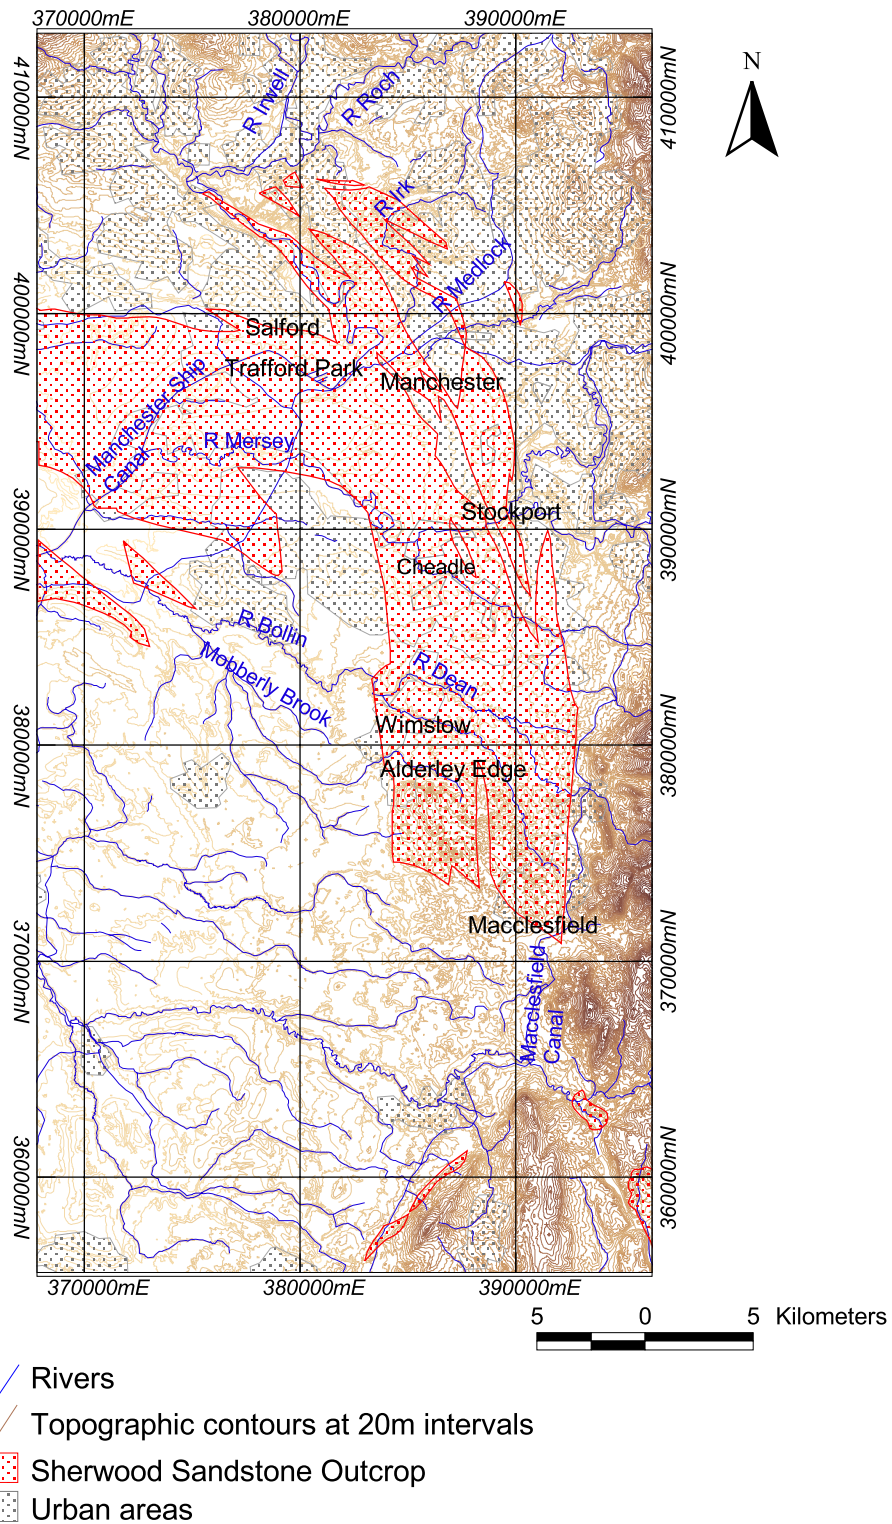 370000mE
380000mE
390000mE
410000mN
410000mN
N
R Irwell
R Roch
R Irk
R Medlock
400000mN
400000mN
Salford
Trafford Park
Manchester
Manchester Ship
Canal
R Mersey
390000mN
390000mN
Stockport
Cheadle
R Bollin
Mobberly Brook
R Dean
380000mN
380000mN
Wimstow
Alderley Edge
Macclesfield
370000mN
370000mN
Macclesfield
Canal
360000mN
360000mN
370000mE
380000mE
390000mE
5
0
5
Kilometers
Rivers
Topographic contours at 20m intervals
Sherwood Sandstone Outcrop
Urban areas